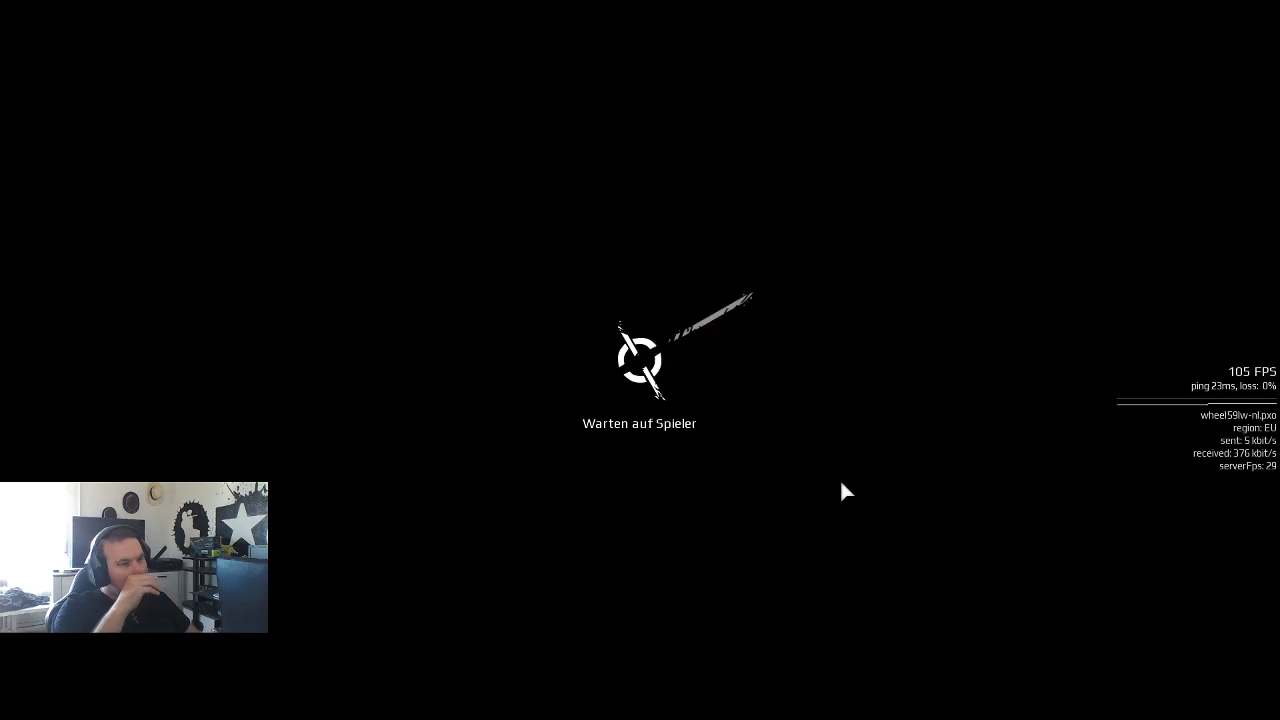 Warten auf Spieler
105 FPS
ping 23ms, loss: 0%
wheel59lw-nl.pxo
region: EU
sent: 5 kbit/s
received: 376 kbit/s
serverFps: 29